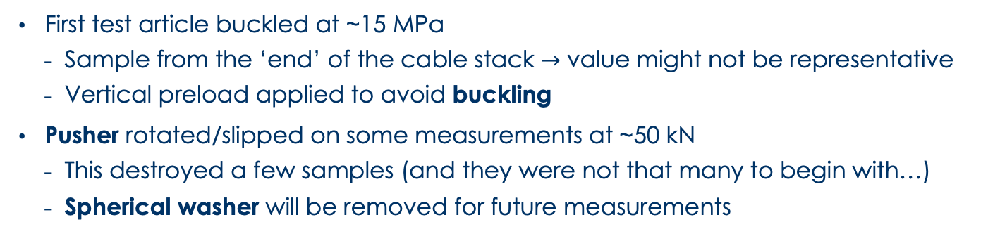 • First test article buckled at ~15 MPa
- Sample from the ‘end’ of the cable stack → value might not be representative
- Vertical preload applied to avoid buckling
• Pusher rotated/slipped on some measurements at ~50 kN
- This destroyed a few samples (and they were not that many to begin with…)
- Spherical washer will be removed for future measurements